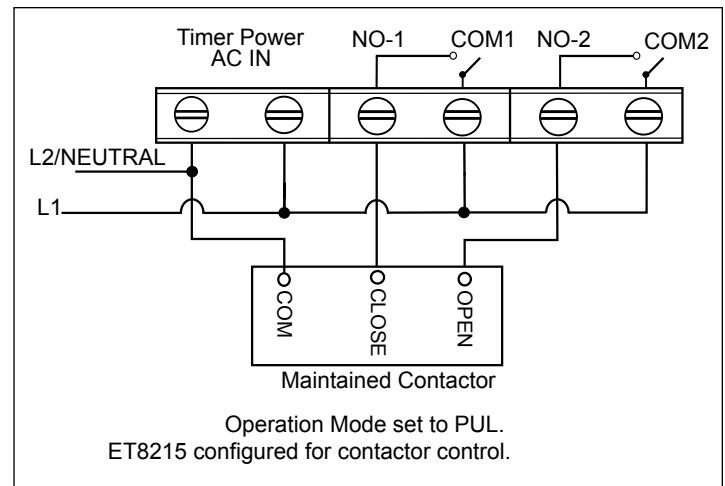 Timer Power
AC IN
NO-1
COM1
NO-2
COM2
L2/NEUTRAL
L1
COM
CLOSE
OPEN
Maintained Contactor
Operation Mode set to PUL.
ET8215 configured for contactor control.